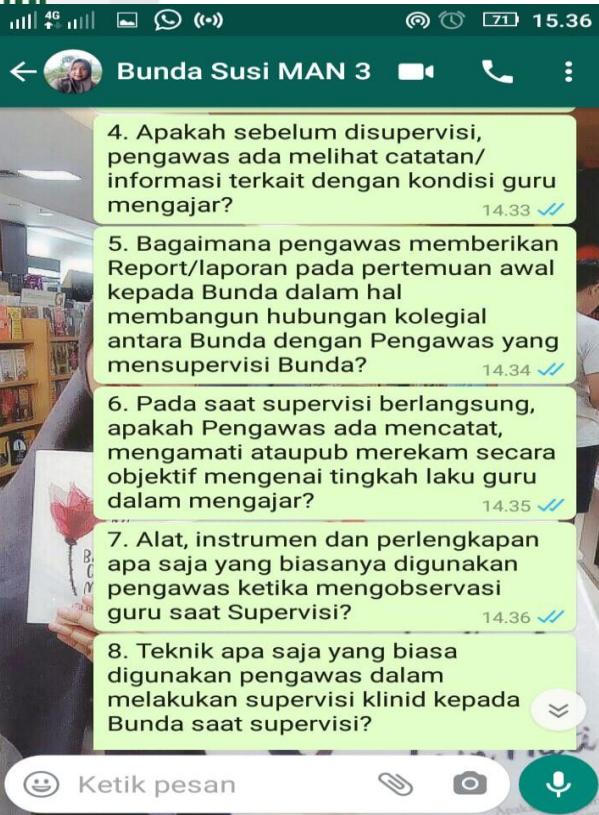 4G 71 15.36
Bunda Susi MAN 3
4. Apakah sebelum disupervisi,
pengawas ada melihat catatan/
informasi terkait dengan kondisi guru
mengajar?
14.33
5. Bagaimana pengawas memberikan
Report/laporan pada pertemuan awal
kepada Bunda dalam hal
membangun hubungan kolegial
antara Bunda dengan Pengawas yang
mensupervisi Bunda?
14.34
6. Pada saat supervisi berlangsung,
apakah Pengawas ada mencatat,
mengamati ataupub merekam secara
objektif mengenai tingkah laku guru
dalam mengajar?
14.35
7. Alat, instrumen dan perlengkapan
apa saja yang biasanya digunakan
pengawas ketika mengobservasi
guru saat Supervisi?
14.36
8. Teknik apa saja yang biasa
digunakan pengawas dalam
melakukan supervisi klinid kepada
Bunda saat supervisi?
Ketik pesan